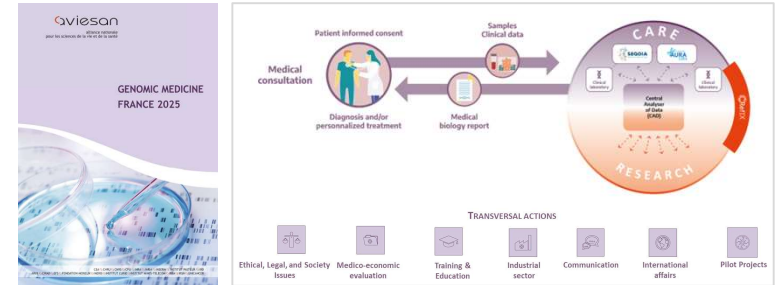 aviesan
alliance nationale
pour les sciences de la vie et de la santé
GENOMIC MEDICINE
FRANCE 2025
Patient informed consent
Samples
Clinical data
Medical
consultation
Diagnosis and/or
personnalized treatment
Medical
biology report
CARE
SEQOIA
AURA
Clinical
laboratory
Clinical
laboratory
Central
Analyser
of Data
(CAD)
CRefIX
RESEARCH
TRANSVERSAL ACTIONS
Ethical, Legal, and Society
Issues
Medico-economic
evaluation
Training &
Education
Industrial
sector
Communication
International
affairs
Pilot Projects